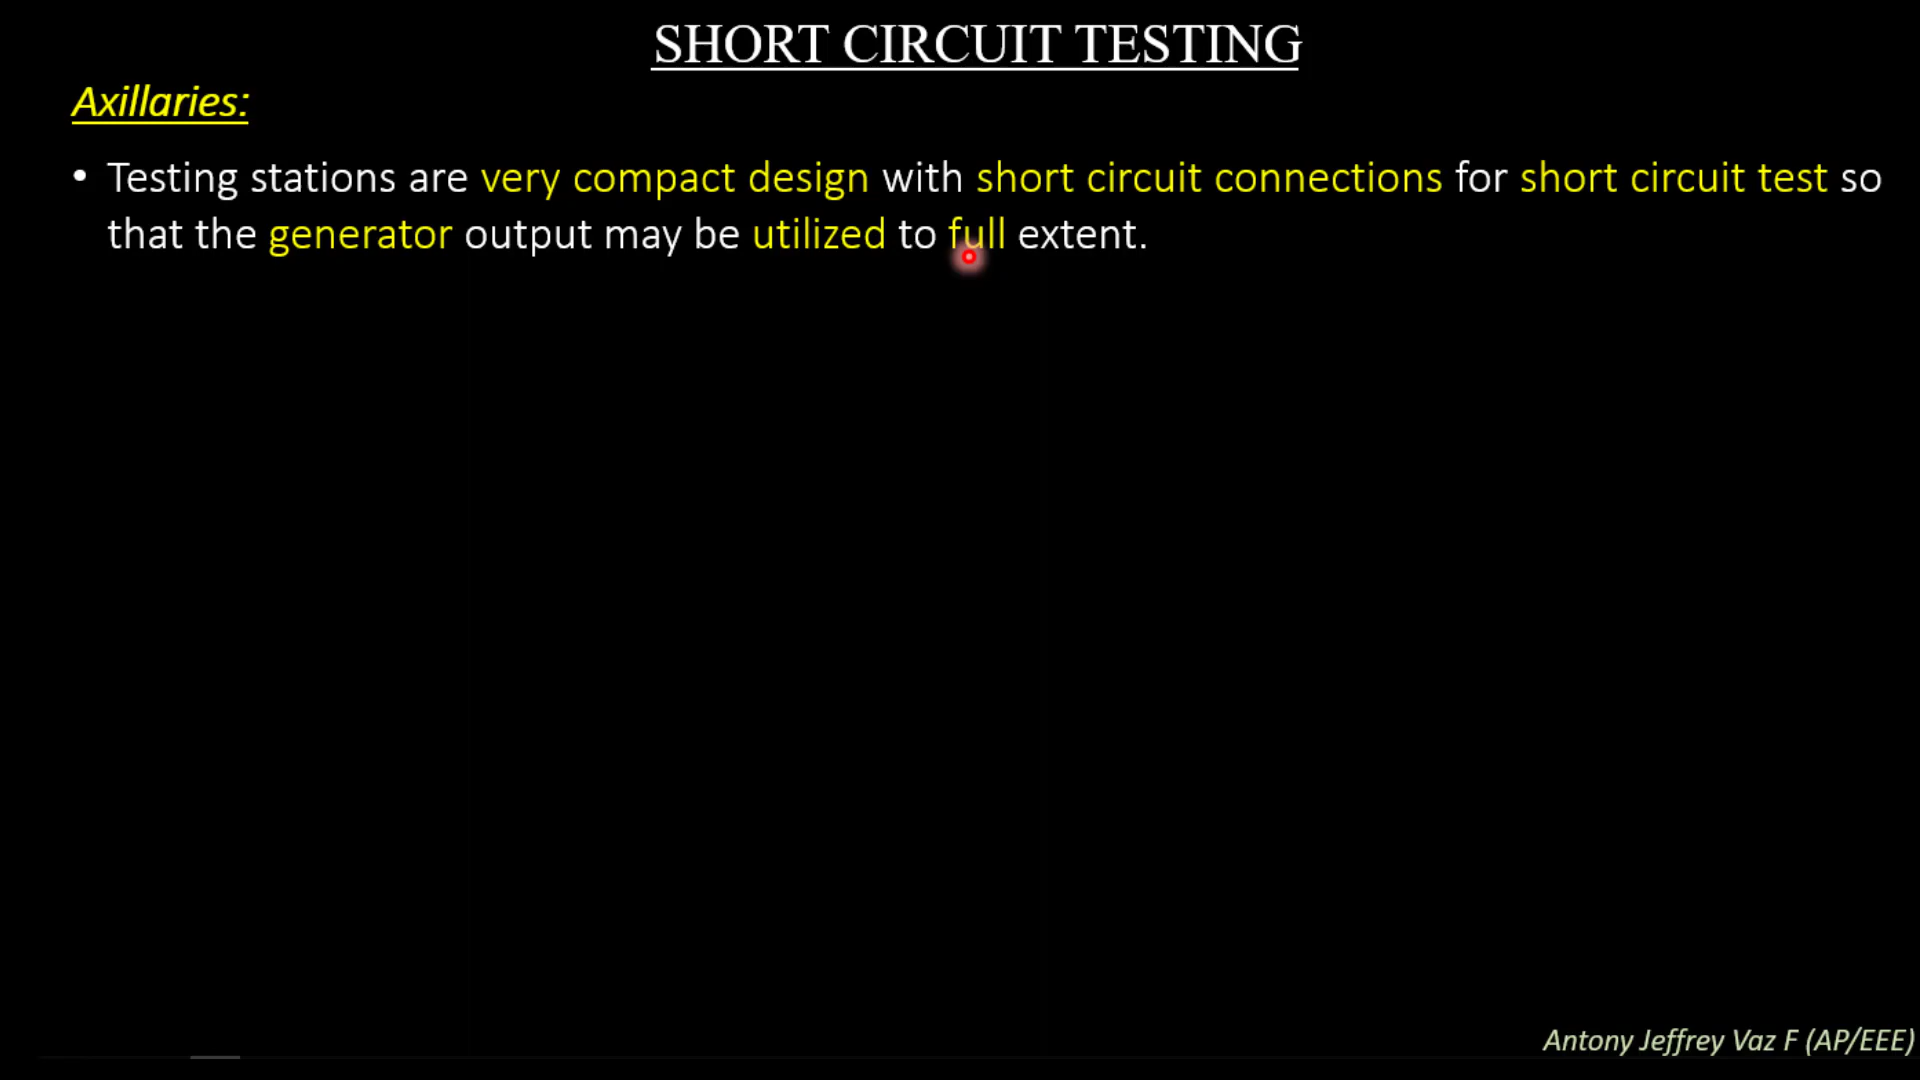 SHORT CIRCUIT TESTING
Axillaries:
• Testing stations are very compact design with short circuit connections for short circuit test so
that the generator output may be utilized to full extent.
Antony Jeffrey Vaz F (AP/EEE)